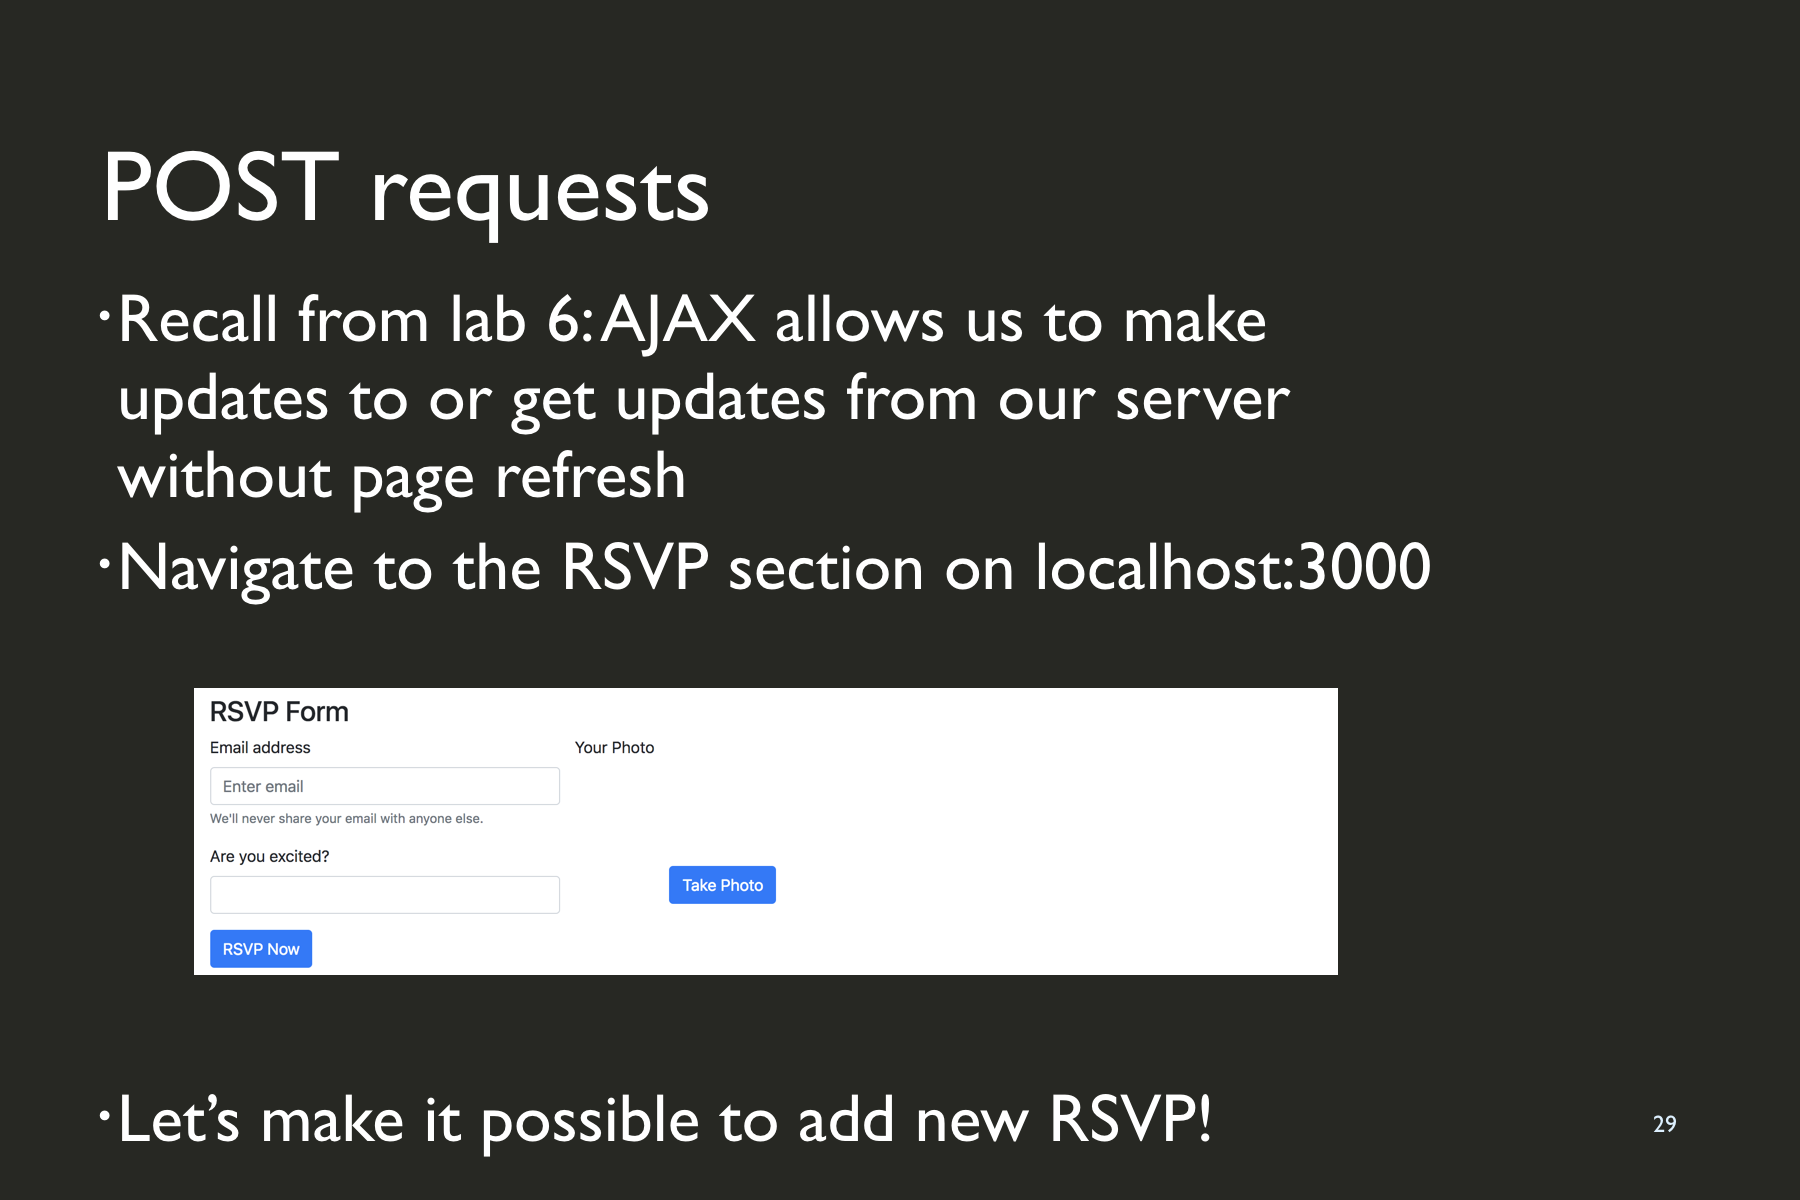 POST requests
•Recall from lab 6: AJAX allows us to make
updates to or get updates from our server
without page refresh
•Navigate to the RSVP section on localhost:3000
RSVP Form
Email address
Enter email
We'll never share your email with anyone else.
Are you excited?
RSVP Now
Your Photo
Take Photo
•Let’s make it possible to add new RSVP!
29